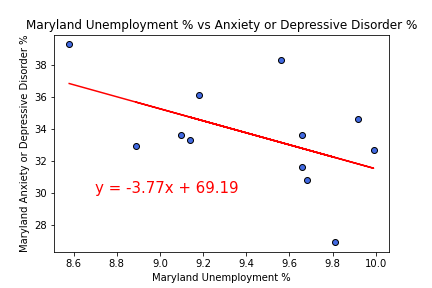 Maryland Unemployment % vs Anxiety or Depressive Disorder %
Maryland Anxiety or Depressive Disorder %
38
36
34
32
30
28
y = -3.77x + 69.19
8.6 8.8 9.0 9.2 9.4 9.6 9.8 10.0
Maryland Unemployment %